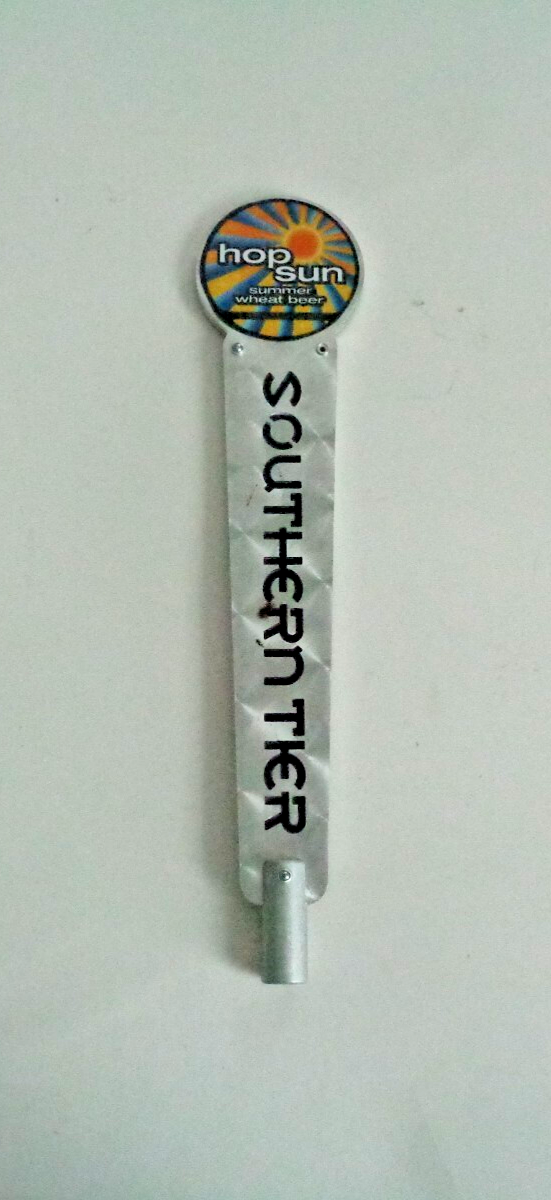 hop
sun
summer
wheat beer
SOUTHERN TIER